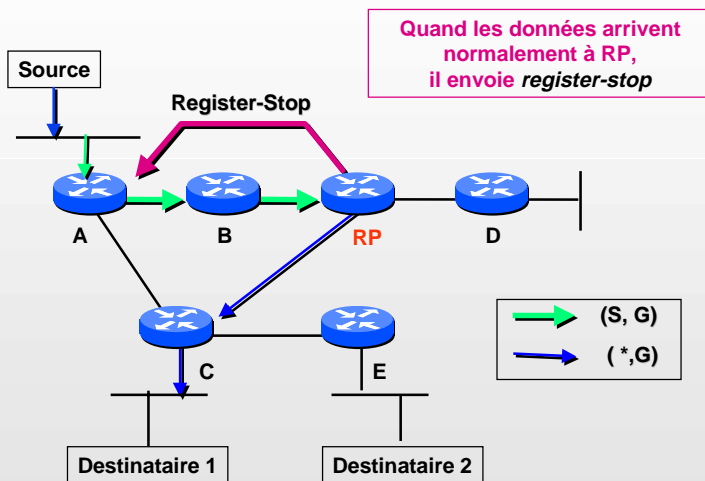 Quand les données arrivent
normalement à RP,
il envoie register-stop
Source
Register-Stop
A
B
RP
D
(S, G)
( *,G)
C
E
Destinataire 1
Destinataire 2